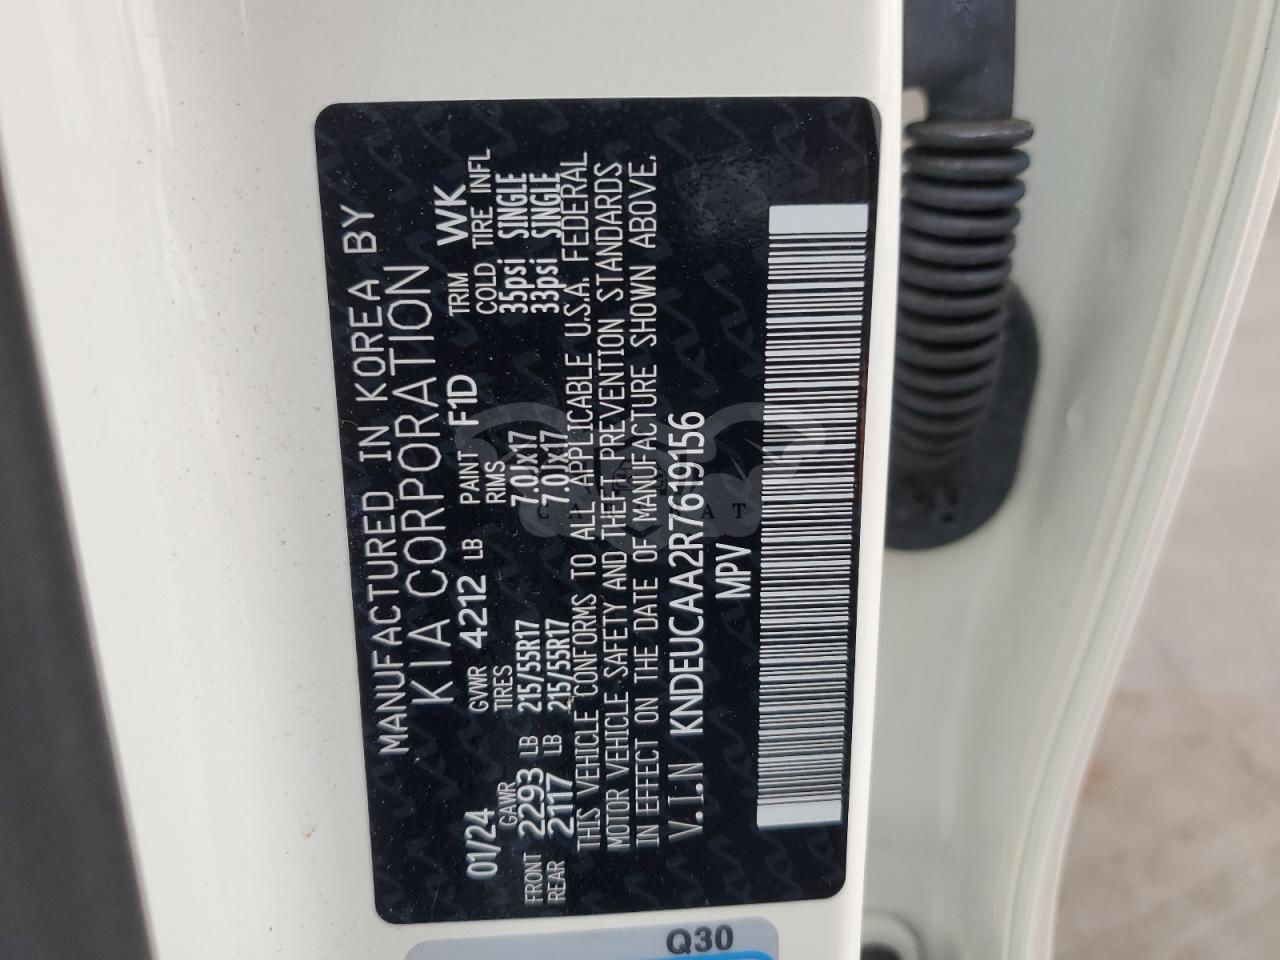 MANUFACTURED IN KOREA BY
KIA CORPORATION
01/24 GVWR 4212 LB PAINT F1D TRIM WK
GAWR TIRES RIMS COLD TIRE INFL
FRONT 2293 LB 215/55R17 7.0Jx17 35psi SINGLE
REAR 2117 LB 215/55R17 7.0Jx17 33psi SINGLE
THIS VEHICLE CONFORMS TO ALL APPLICABLE U.S.A. FEDERAL
MOTOR VEHICLE SAFETY AND THEFT PREVENTION STANDARDS
IN EFFECT ON THE DATE OF MANUFACTURE SHOWN ABOVE.
V.I.N KNDEUCAA2R7619156
MPV
Q30